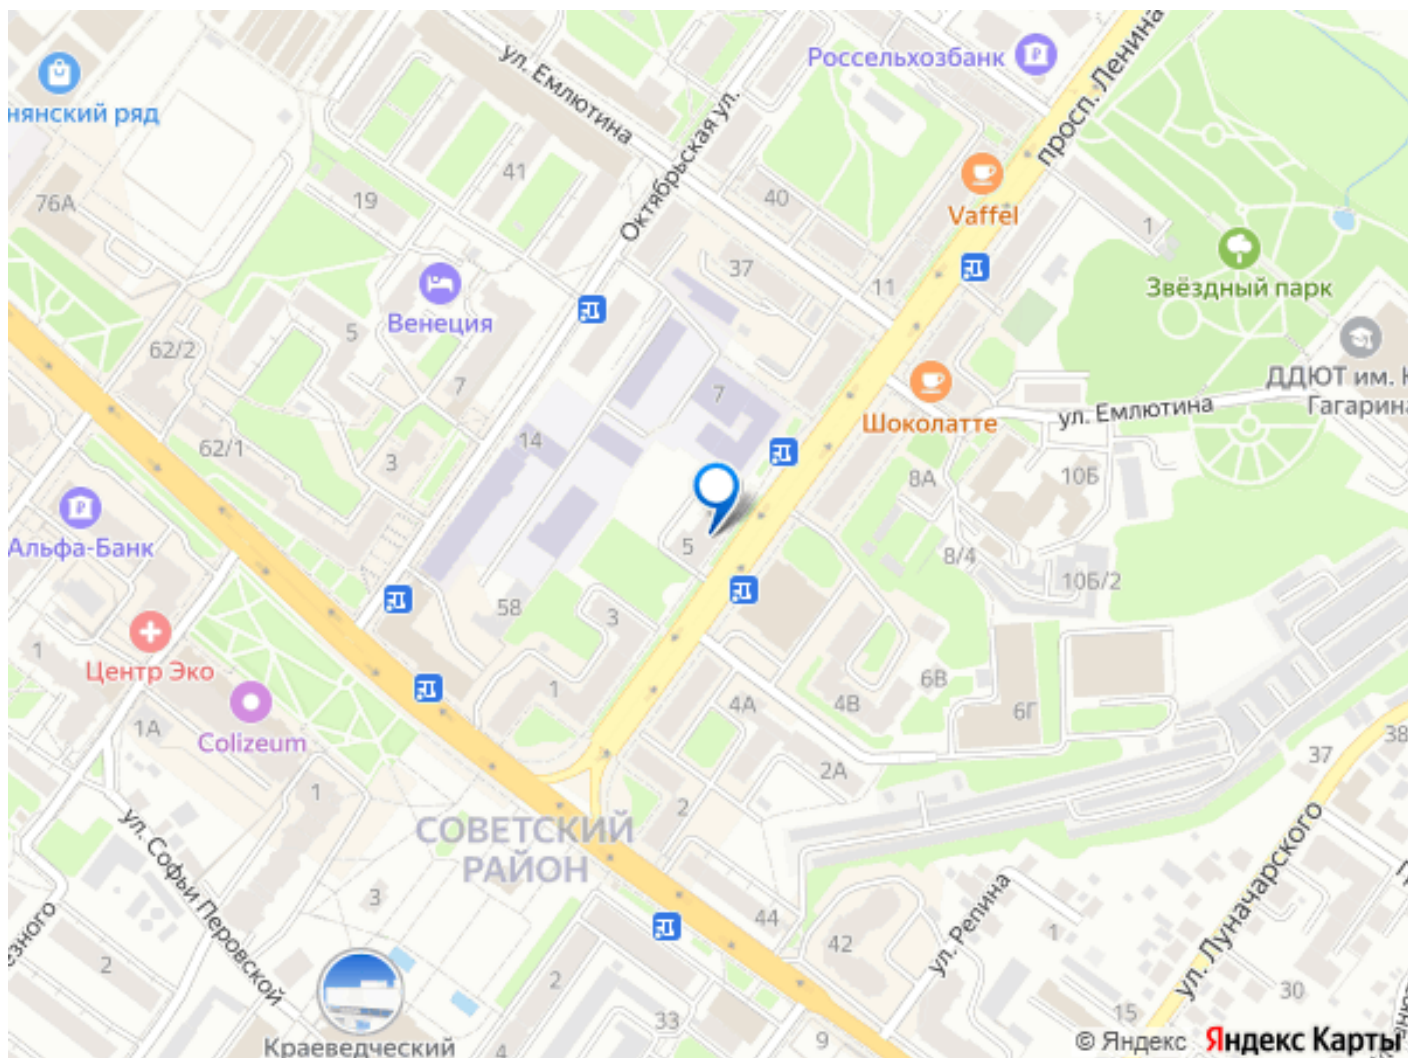 Россельхозбанк
просп. Ленина
ул. Емлютина
нянский ряд
Октябрьская ул.
41
19
40
76А
Vaffel
1
37
11
Звёздный парк
Венеция
5
62/2
7
7
Шоколатте
ул. Емлютина
ДДЮТ им.
Гагарина
14
62/1
3
8А
10Б
Альфа-Банк
5
8/4
10Б/2
58
3
1
Центр Эко
1
4А
4В
6В
6Г
1А
Colizeum
2А
37
38
1
2
СОВЕТСКИЙ
РАЙОН
ул. Софьи Перовской
ул. Луначарского
3
44
42
ул. Репина
1
езного
2
2
33
30
15
9
Краеведческий
© Яндекс Яндекс Карты